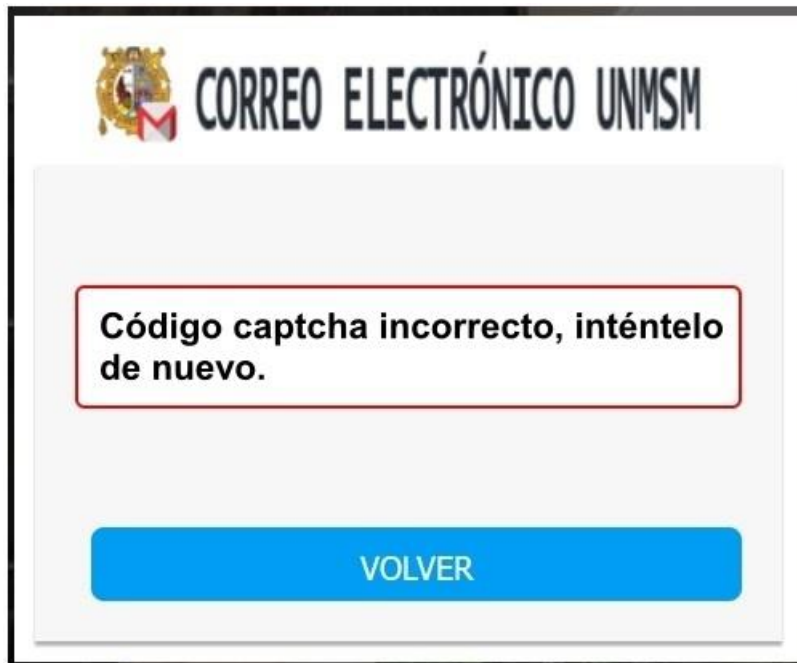 CORREO ELECTRÓNICO UNMSM
Código captcha incorrecto, inténtelo
de nuevo.
VOLVER